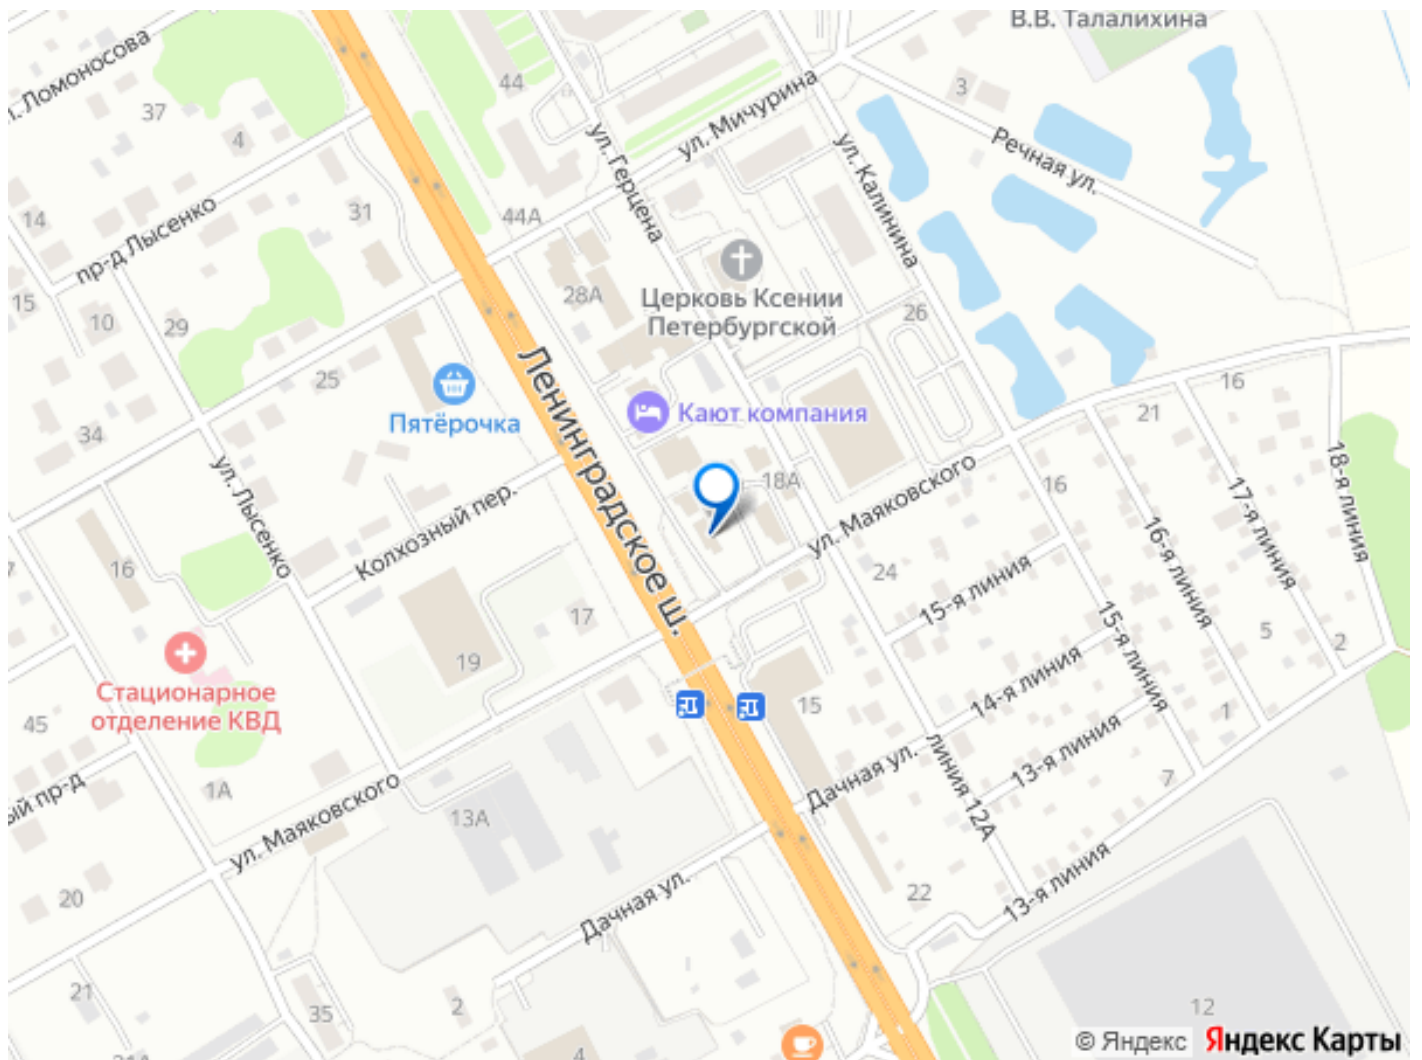 В.В. Талалихина
Ломоносова
44
3
37
ул. Мичурина
4
ул. Герцена
ул. Калинина
Речная ул.
14
пр-д Лысенко
31
44А
Церковь Ксении
Петербургской
28А
26
15
10
29
25
Пятёрочка
Ленинградское ш.
Кают компания
16
21
34
ул. Лысенко
Колхозный пер.
18А
ул. Маяковского
16
16-я линия
17-я линия
18-я линия
16
24
15-я линия
15-я линия
17
19
5
2
Стационарное
отделение КВД
14-я линия
45
15
1
1А
13А
ул. Маяковского
Дачная ул.
линия 12А
13-я линия
7
ый пр-д
20
Дачная ул.
22
13-я линия
21
35
2
12
4
© Яндекс Яндекс Карты